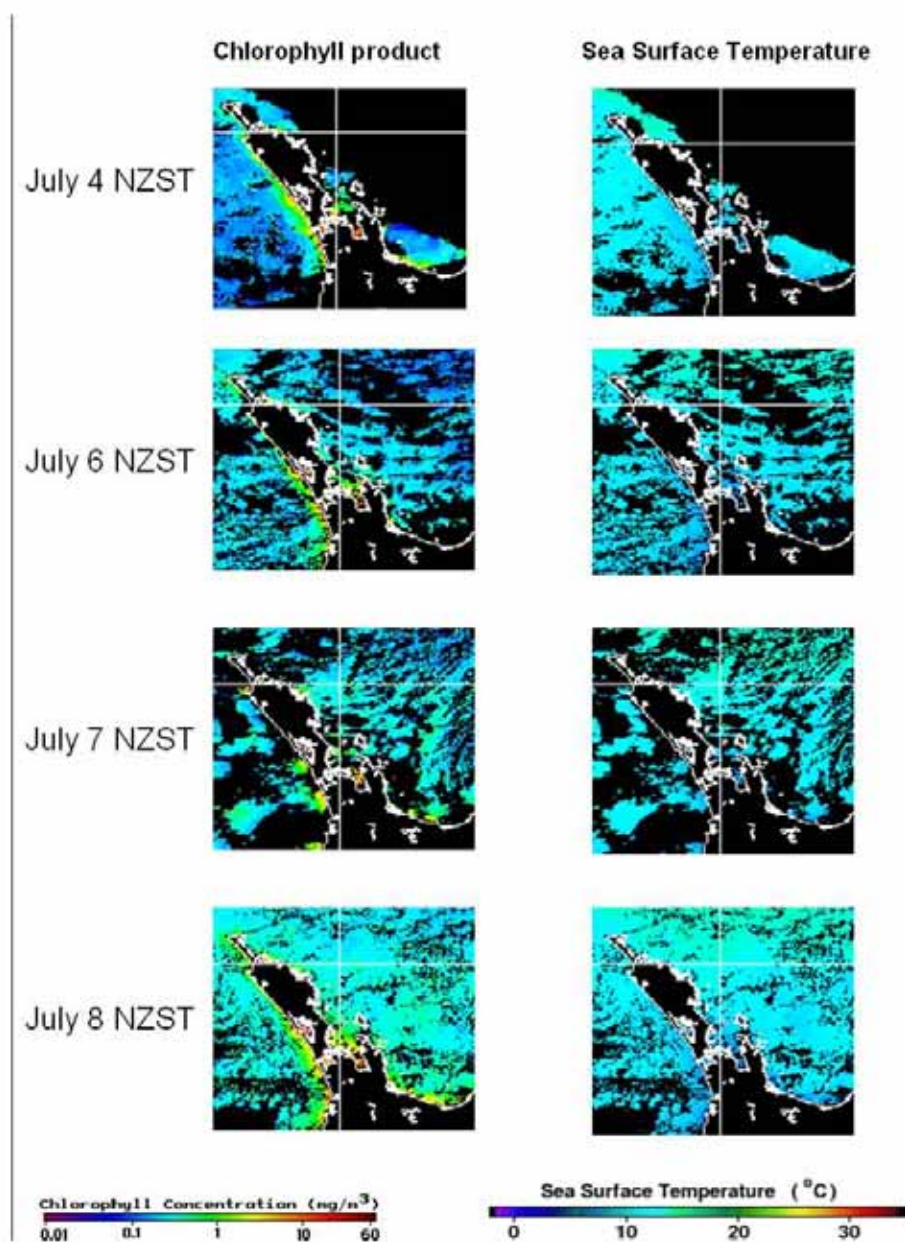 Chlorophyll product Sea Surface Temperature
July 4 NZST
July 6 NZST
July 7 NZST
July 8 NZST
Chlorophyll Concentration (mg/m³)
0.01 0.1 1 10 60
Sea Surface Temperature (°C)
0 10 20 30